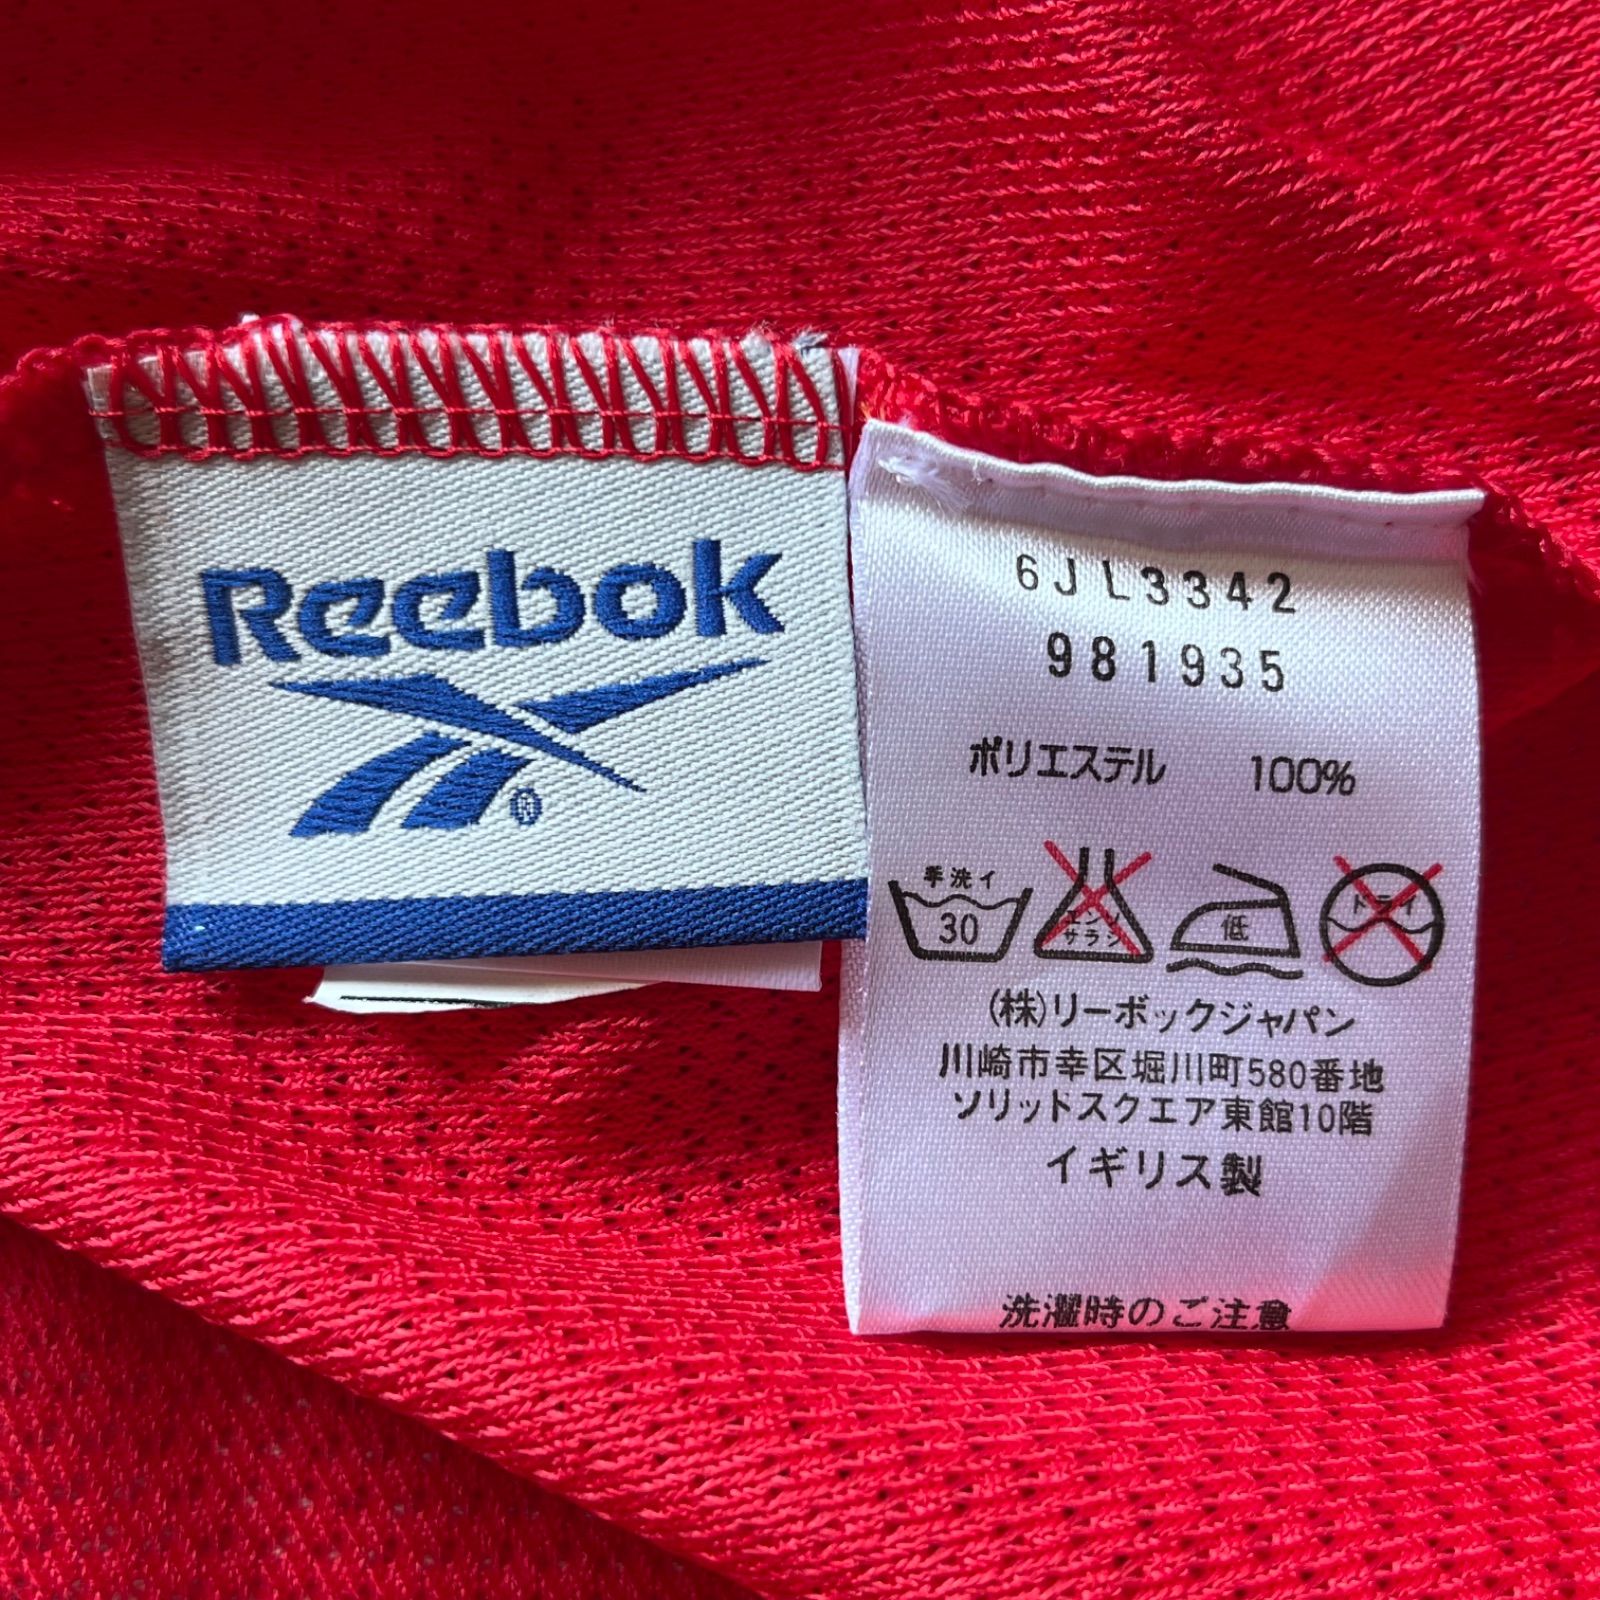 Reebok
®
6JL3342
981935
ポリエステル 100%
手洗イ
30
エンソ
サラシ
低
ドライ
(株)リーボックジャパン
川崎市幸区堀川町580番地
ソリッドスクエア東館10階
イギリス製
洗濯時のご注意